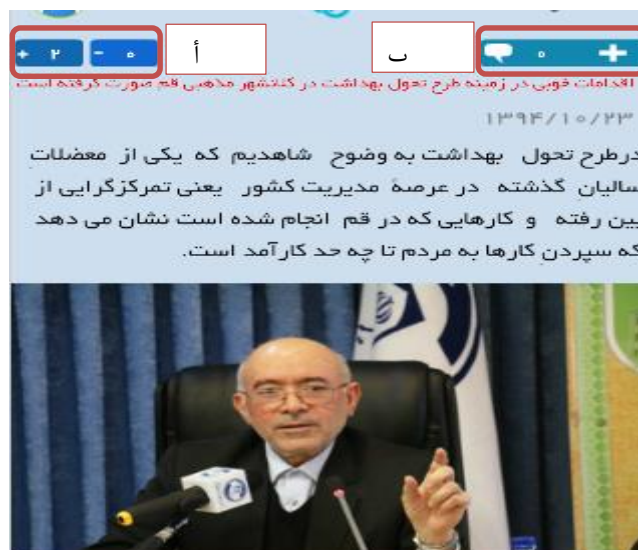 + ۲ - ۰ أ ب ۰ +
اقدامات خوبی در زمینه طرح تحول بهداشت در کلانشهر مذهبی قم صورت گرفته است
۱۳۹۴/۱۰/۲۳
درطرح تحول بهداشت به وضوح شاهدیم که یکی از معضلات
سالیان گذشته در عرصهٔ مدیریت کشور یعنی تمرکزگرایی از
بین رفته و کارهایی که در قم انجام شده است نشان می دهد
که سپردن کارها به مردم تا چه حد کارآمد است.